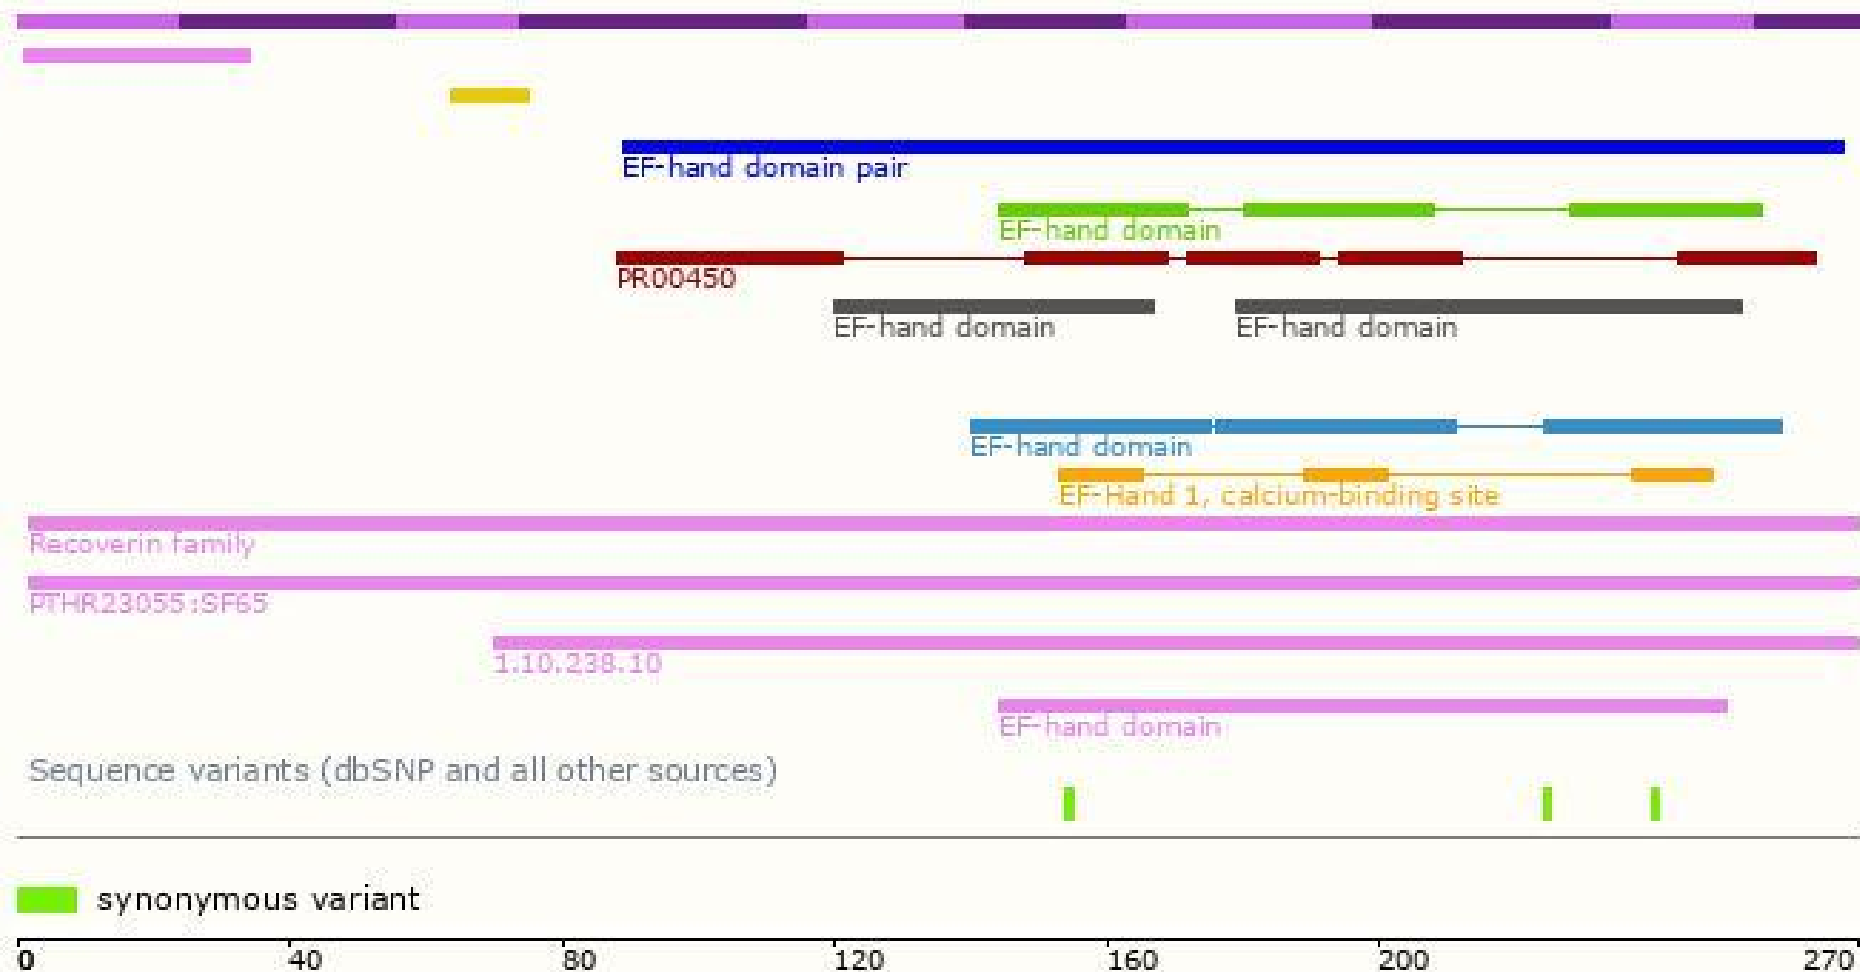 EF-hand domain pair
EF-hand domain
PR00450
EF-hand domain EF-hand domain
EF-hand domain
EF-Hand 1, calcium-binding site
Recoverin family
PTHR23055:SF65
1.10.238.10
EF-hand domain
Sequence variants (dbSNP and all other sources)
synonymous variant
0 40 80 120 160 200 270